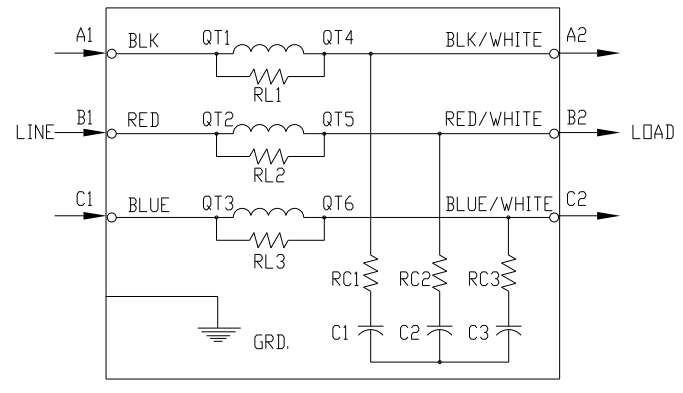 A1 BLK QT1 QT4 BLK/WHITE A2
RL1
LINE B1 RED QT2 QT5 RED/WHITE B2 LOAD
RL2
C1 BLUE QT3 QT6 BLUE/WHITE C2
RL3
RC1 RC2 RC3
GRD. C1 C2 C3